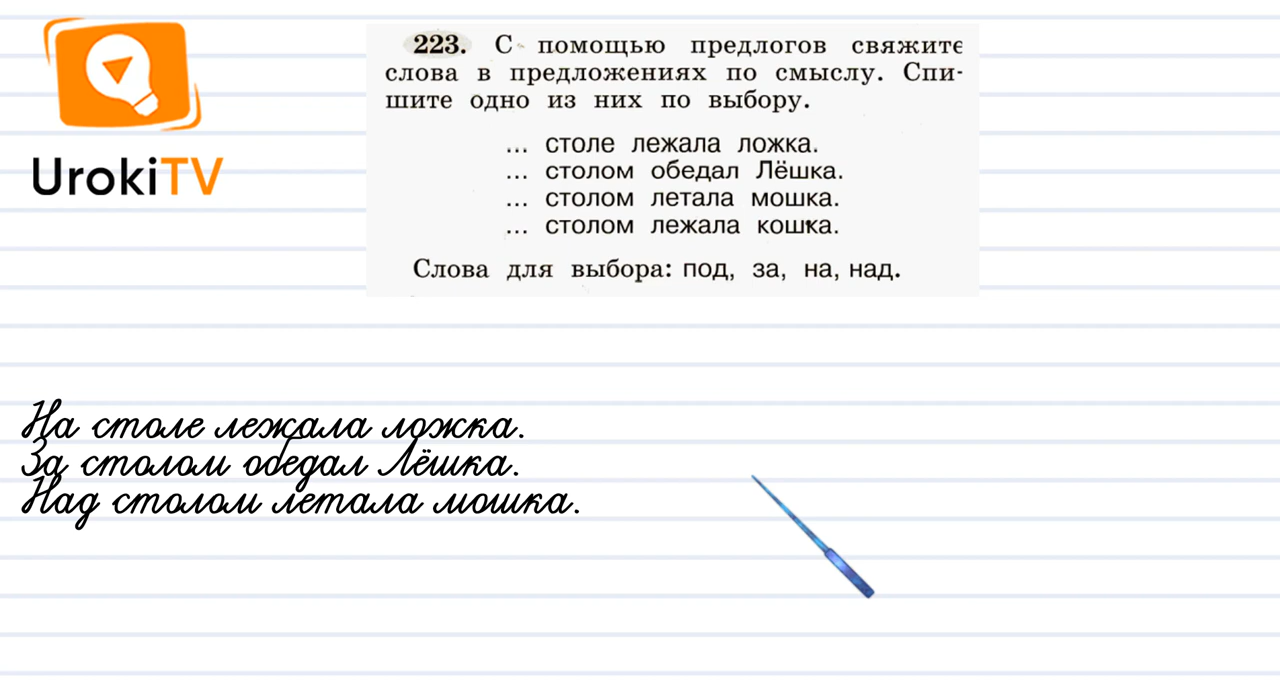 UrokiTV
223. С помощью предлогов свяжите
слова в предложениях по смыслу. Спи-
шите одно из них по выбору.
... столе лежала ложка.
... столом обедал Лёшка.
... столом летала мошка.
... столом лежала кошка.
Слова для выбора: под, за, на, над.
На столе лежала ложка.
За столом обедал Лёшка.
Над столом летала мошка.